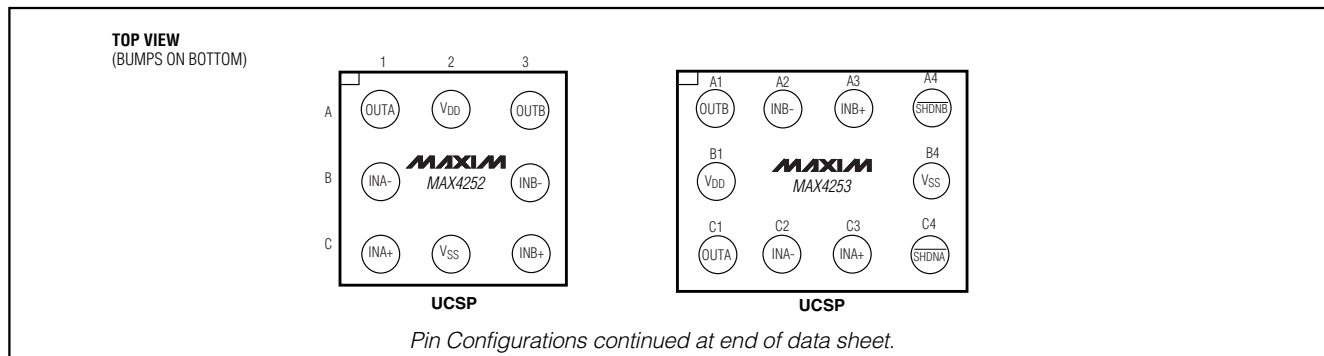 TOP VIEW
(BUMPS ON BOTTOM)
1 2 3
A OUTA VDD OUTB
B INA- INB-
MAXIM
MAX4252
C INA+ VSS INB+
UCSP
A1 A2 A3 A4
OUTB INB- INB+ SHDNB
B1 B4
VDD VSS
MAXIM
MAX4253
C1 C2 C3 C4
OUTA INA- INA+ SHDNA
UCSP
Pin Configurations continued at end of data sheet.